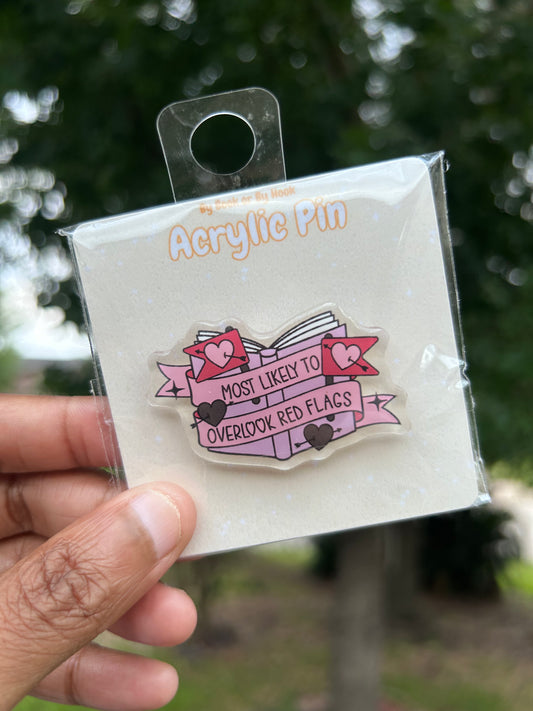 By Book or By Hook
Acrylic Pin
MOST LIKELY TO
OVERLOOK RED FLAGS